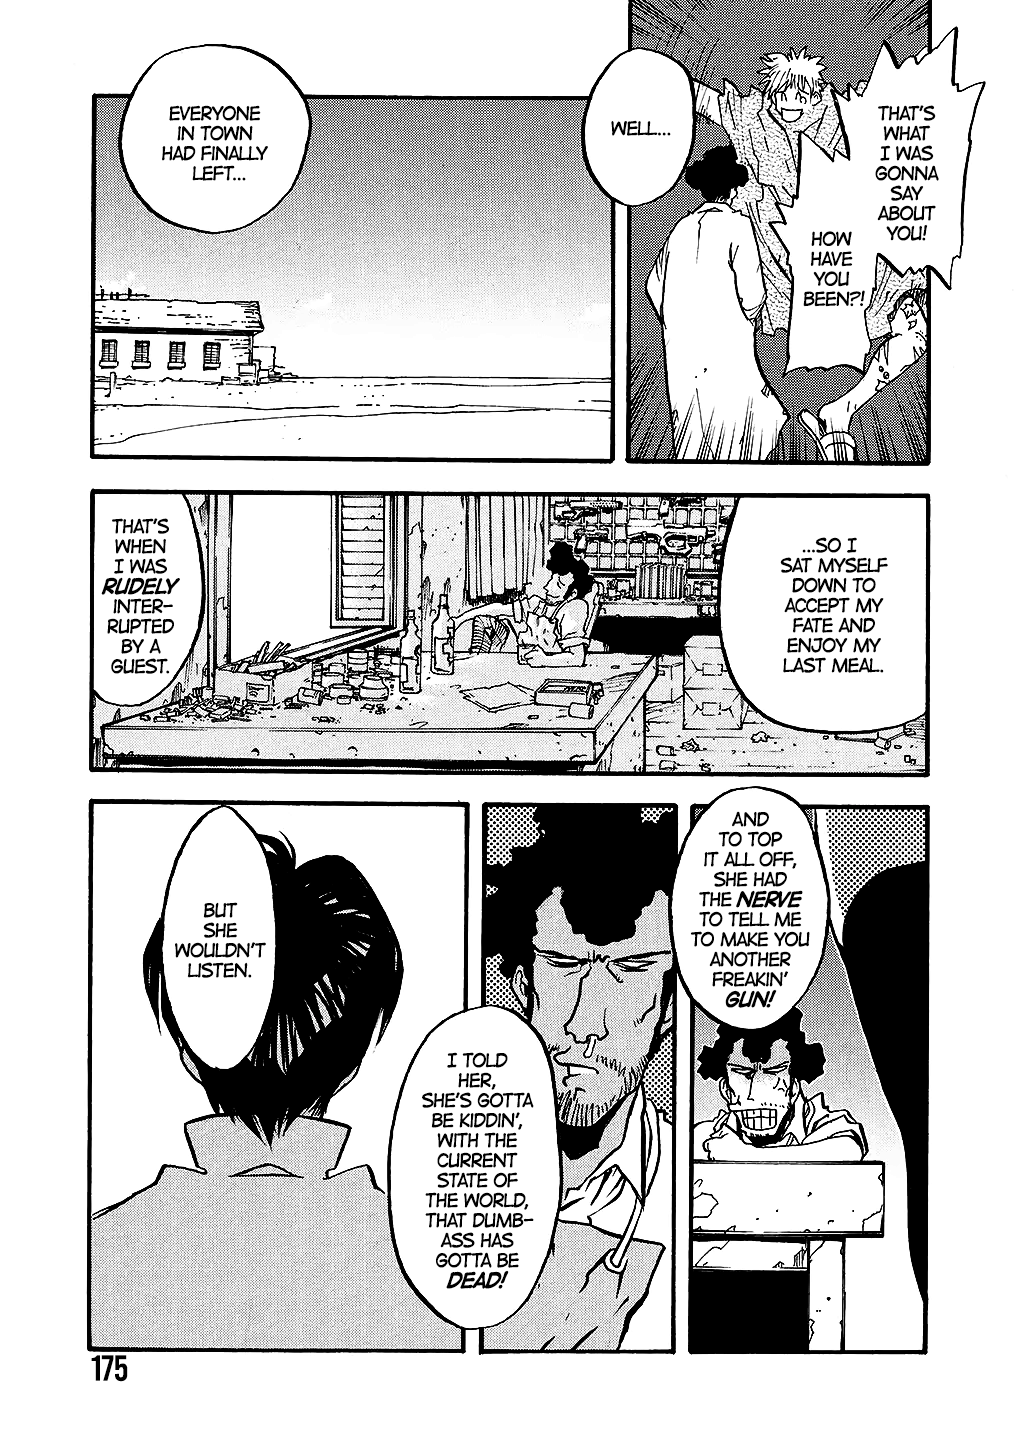 THAT'S
WHAT
I WAS
GONNA
SAY
ABOUT
YOU!
HOW
HAVE
YOU
BEEN?!
WELL...
EVERYONE
IN TOWN
HAD FINALLY
LEFT...
...SO I
SAT MYSELF
DOWN TO
ACCEPT MY
FATE AND
ENJOY MY
LAST MEAL.
THAT'S
WHEN
I WAS
RUDELY
INTER-
RUPTED
BY A
GUEST.
AND
TO TOP
IT ALL OFF,
SHE HAD
THE NERVE
TO TELL ME
TO MAKE YOU
ANOTHER
FREAKIN'
GUN!
I TOLD
HER,
SHE'S GOTTA
BE KIDDIN',
WITH THE
CURRENT
STATE OF
THE WORLD,
THAT DUMB-
ASS HAS
GOTTA BE
DEAD!
BUT
SHE
WOULDN'T
LISTEN.
175